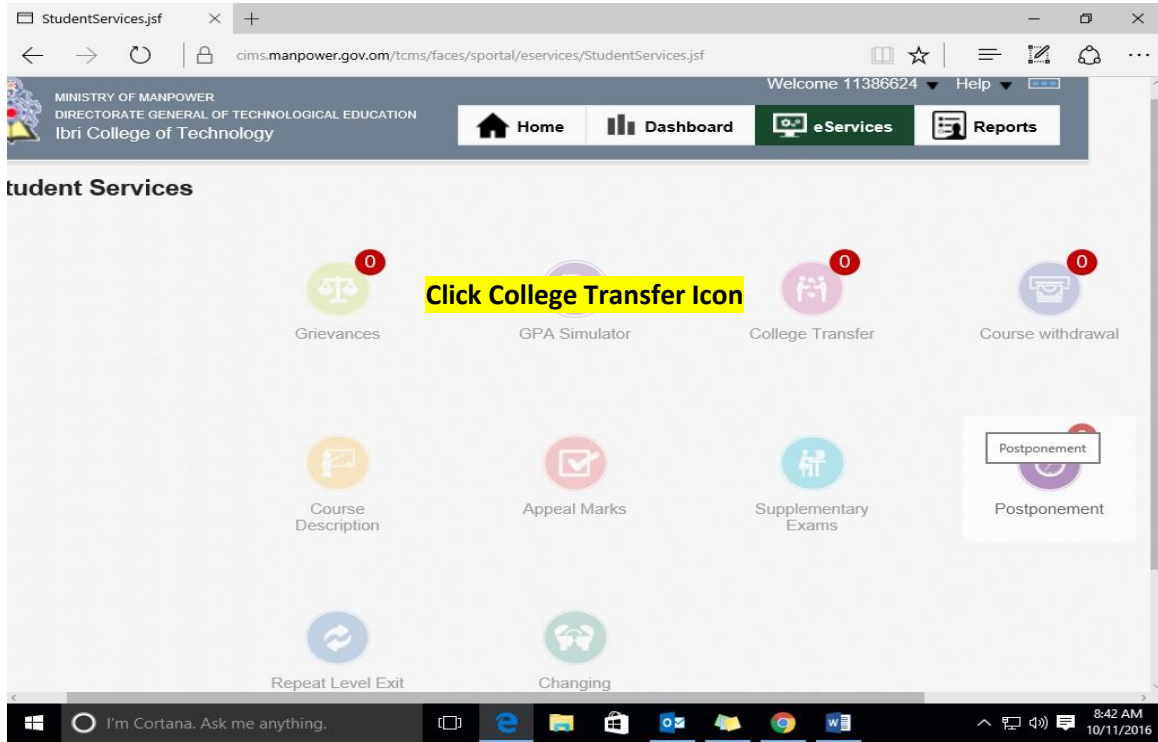 StudentServices.jsf
cims.manpower.gov.om/tcms/faces/sportal/eservices/StudentServices.jsf
Welcome 11386624 Help
MINISTRY OF MANPOWER
DIRECTORATE GENERAL OF TECHNOLOGICAL EDUCATION
Ibri College of Technology
Home Dashboard eServices Reports
tudent Services
0 0 0
Click College Transfer Icon
Grievances GPA Simulator College Transfer Course withdrawal
Postponement
Course Description Appeal Marks Supplementary Exams Postponement
Repeat Level Exit Changing
I'm Cortana. Ask me anything.
8:42 AM
10/11/2016